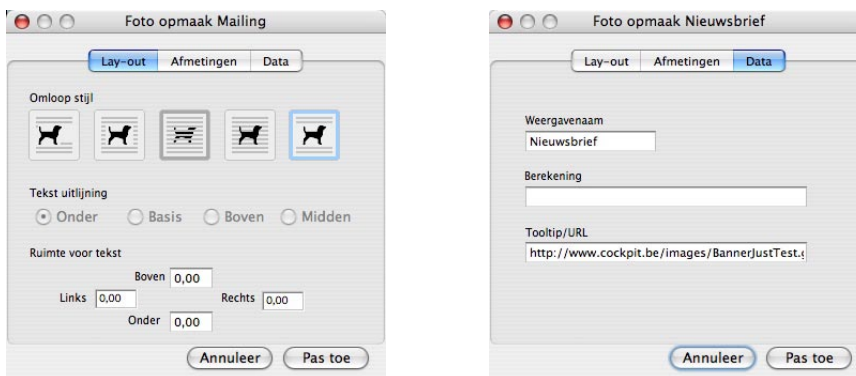 Foto opmaak Mailing
Lay-out Afmetingen Data
Omloop stijl
Tekst uitlijning
Onder Basis Boven Midden
Ruimte voor tekst
Boven 0,00
Links 0,00 Rechts 0,00
Onder 0,00
Annuleer Pas toe
Foto opmaak Nieuwsbrief
Lay-out Afmetingen Data
Weergavenaam
Nieuwsbrief
Berekening
Tooltip/URL
http://www.cockpit.be/images/BannerJustTest.g
Annuleer Pas toe